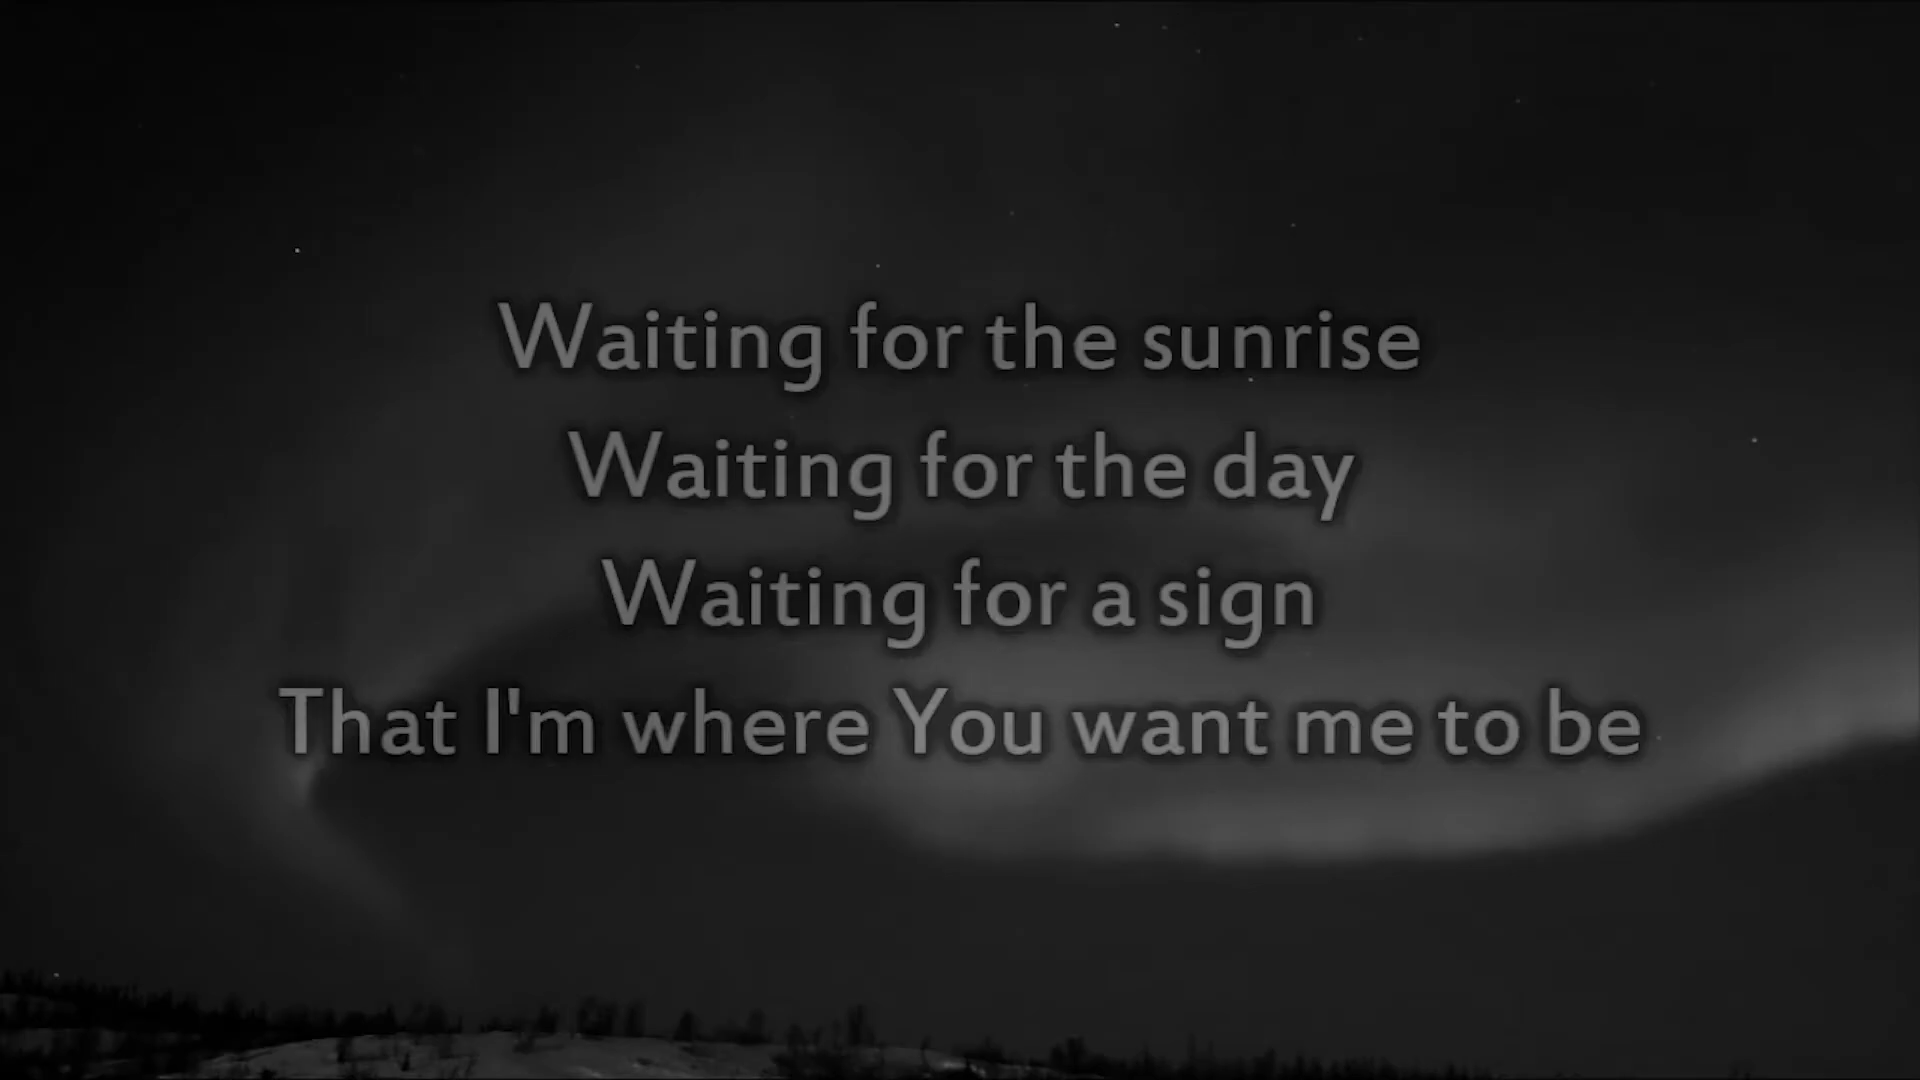 Waiting for the sunrise
Waiting for the day
Waiting for a sign
That I'm where You want me to be